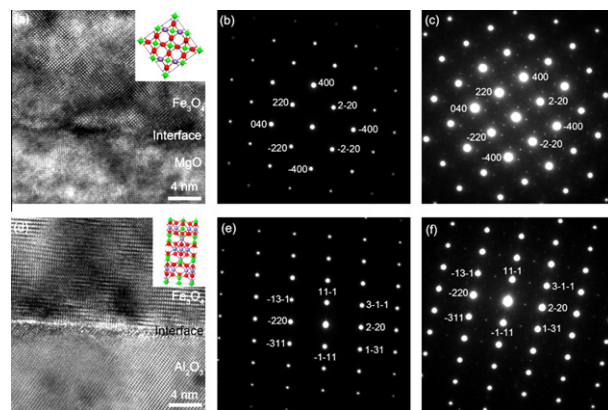 (a)
Fe₃O₄
Interface
MgO
4 nm
(b)
400
220
2-20
040
-400
-220
-2-20
-400
(c)
400
220
2-20
040
-400
-220
-2-20
-400
Interface
Al₂O₃
4 nm
(e)
11-1
-13-1
3-1-1
-220
2-20
-311
1-31
-1-11
(f)
-13-1
11-1
3-1-1
-220
2-20
-311
1-31
-1-11